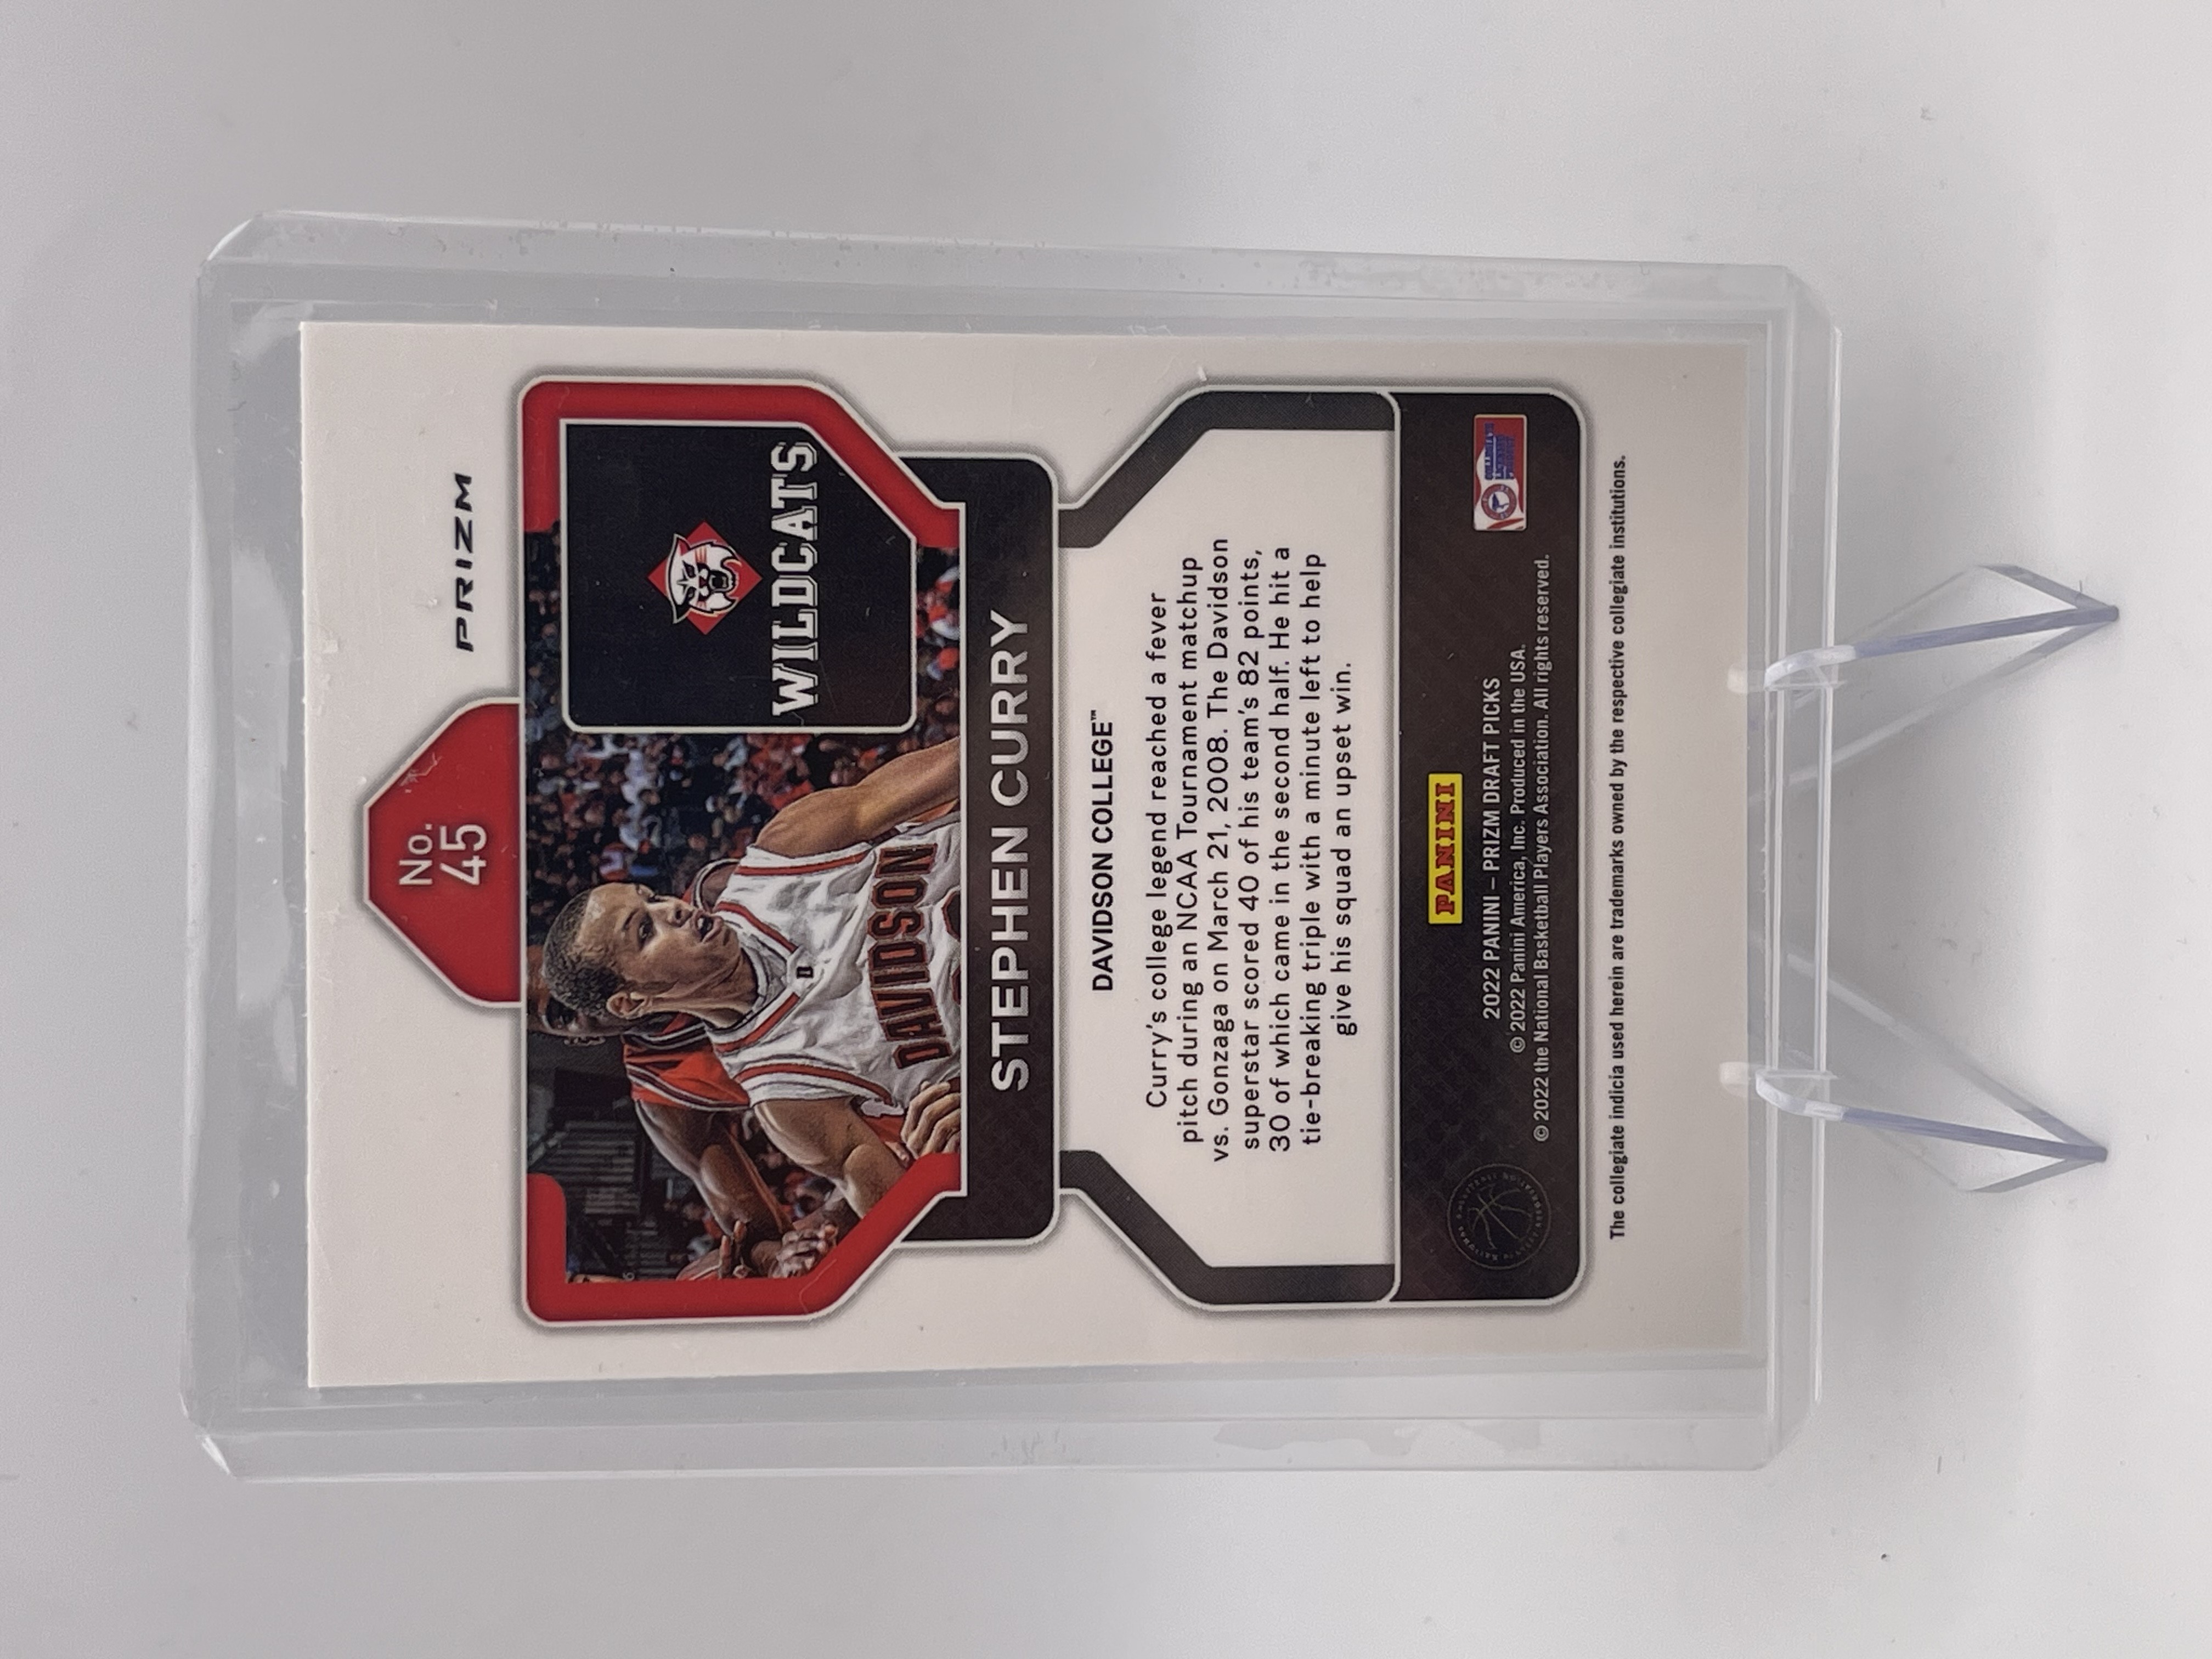 No.
45
PRIZM
WILDCATS
D
DAVIDSON
STEPHEN CURRY
DAVIDSON COLLEGE™
Curry's college legend reached a fever
pitch during an NCAA Tournament matchup
vs. Gonzaga on March 21, 2008. The Davidson
superstar scored 40 of his team's 82 points,
30 of which came in the second half. He hit a
tie-breaking triple with a minute left to help
give his squad an upset win.
PANINI
2022 PANINI – PRIZM DRAFT PICKS
© 2022 Panini America, Inc. Produced in the USA.
© 2022 the National Basketball Players Association. All rights reserved.
The collegiate indicia used herein are trademarks owned by the respective collegiate institutions.